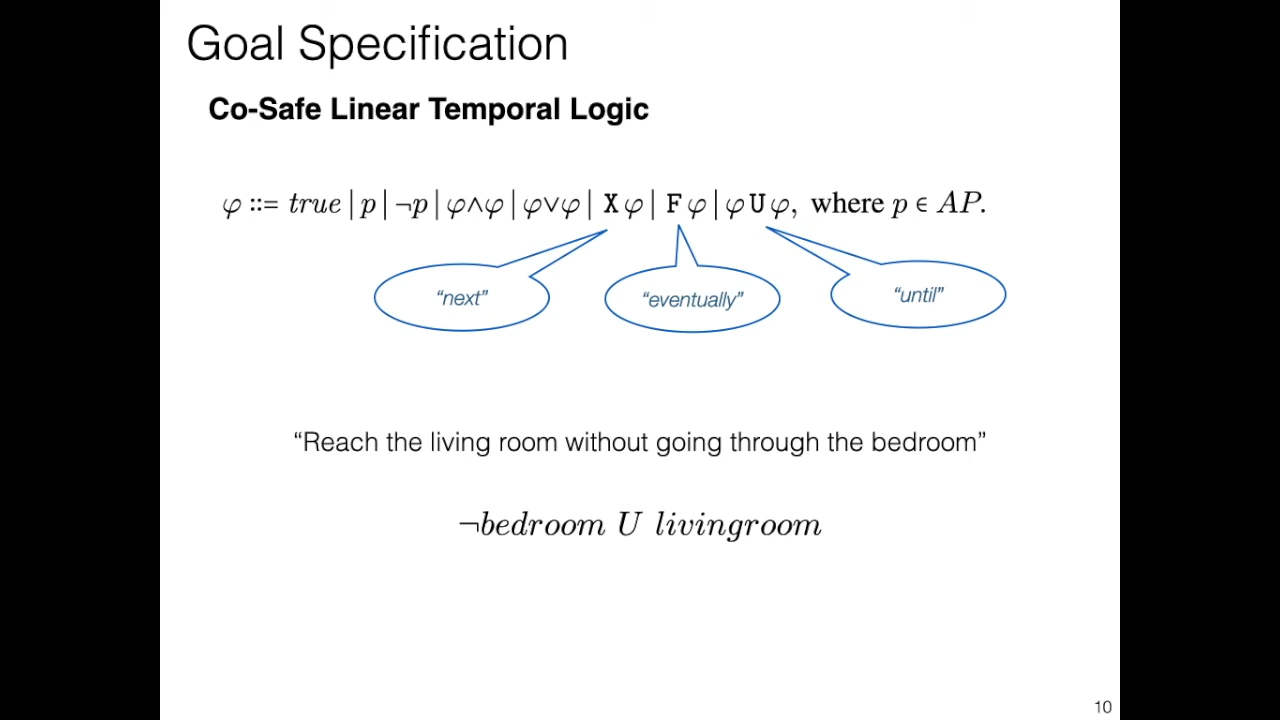 Goal Specification
Co-Safe Linear Temporal Logic
φ ::= true | p | ¬p | φ∧φ | φ∨φ | X φ | F φ | φ U φ, where p ∈ AP.
“next” “eventually” “until”
“Reach the living room without going through the bedroom”
¬bedroom U livingroom
10